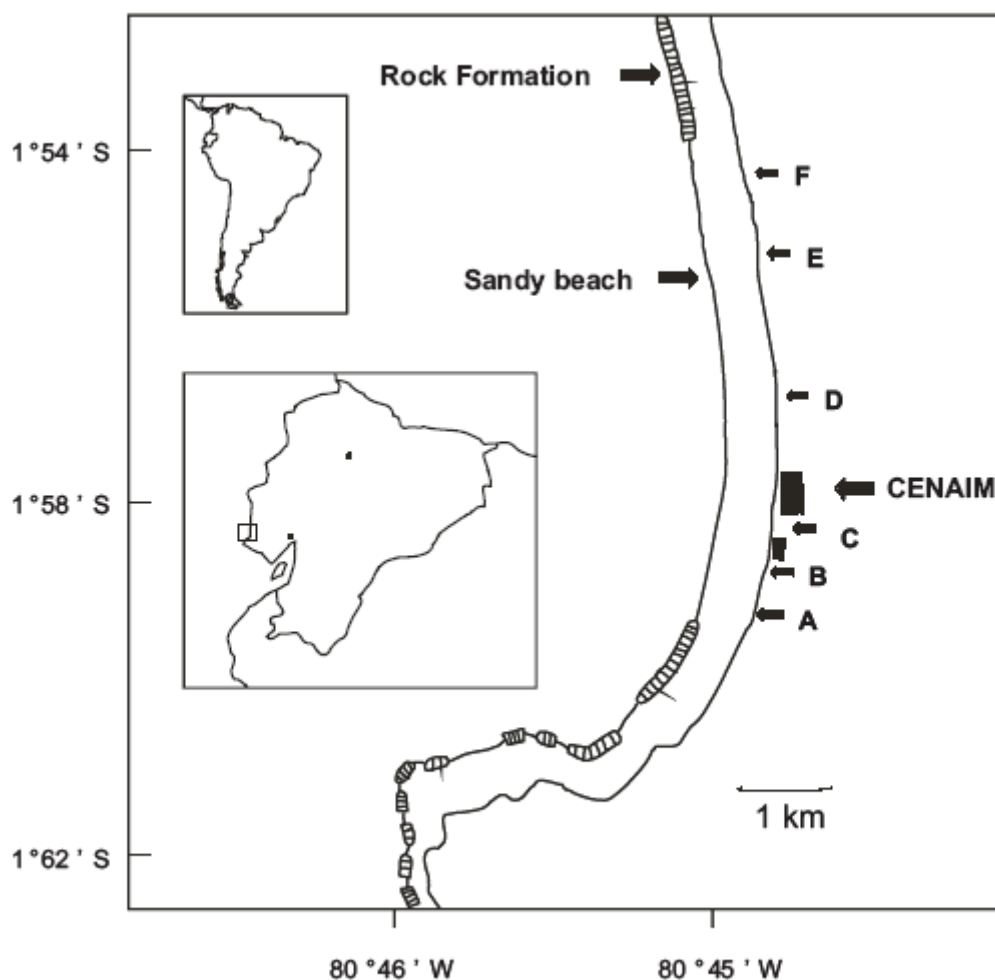 Rock Formation
1°54 ' S
F
E
Sandy beach
D
1°58 ' S
CENAIM
C
B
A
1 km
1°62 ' S
80 °46 ' W
80 °45 ' W